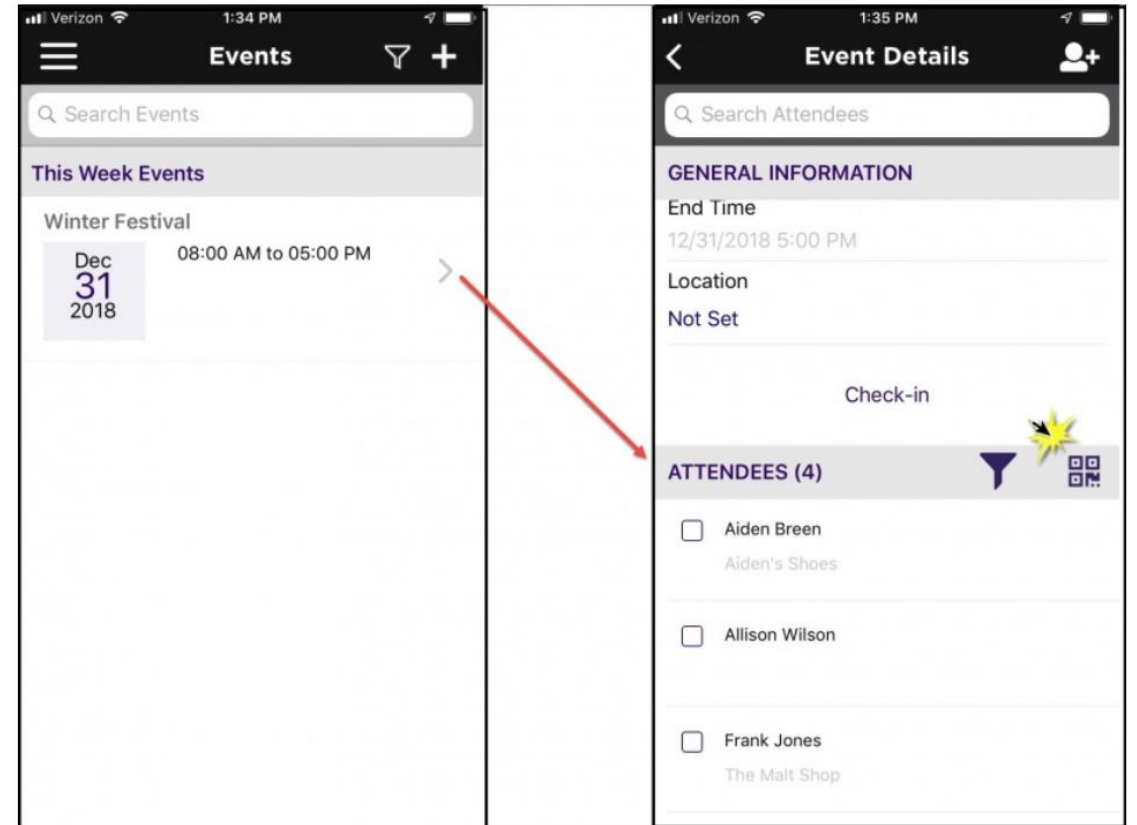 Verizon 1:34 PM
Events
Search Events
This Week Events
Winter Festival
Dec
31
2018
08:00 AM to 05:00 PM
Verizon 1:35 PM
Event Details
Search Attendees
GENERAL INFORMATION
End Time
12/31/2018 5:00 PM
Location
Not Set
Check-in
ATTENDEES (4)
Aiden Breen
Aiden's Shoes
Allison Wilson
Frank Jones
The Malt Shop